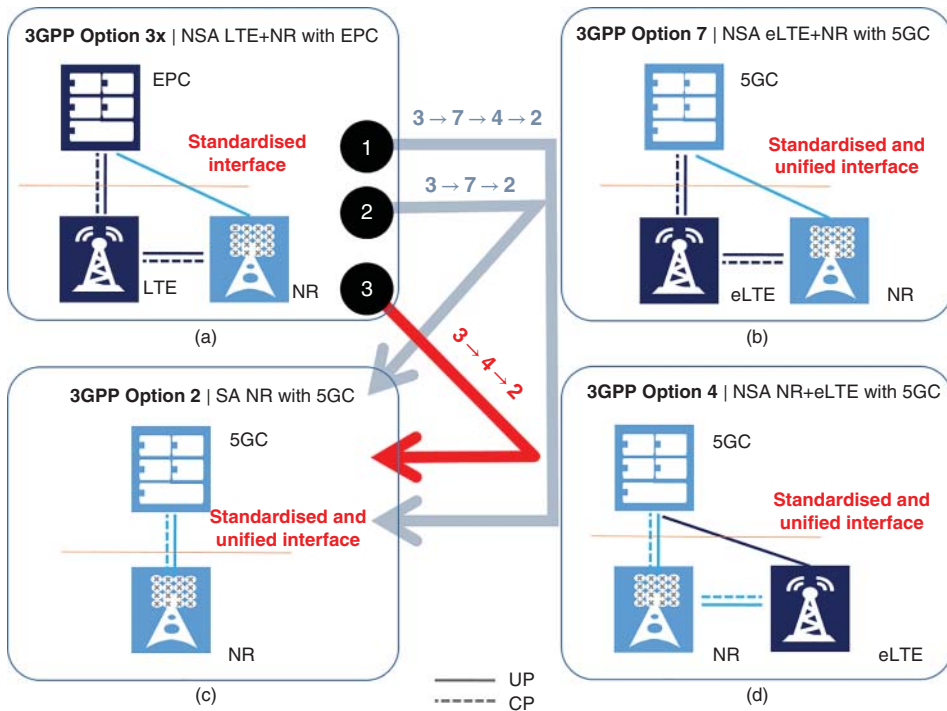 3GPP Option 3x | NSA LTE+NR with EPC
EPC
Standardised
interface
LTE
NR
(a)
1
2
3
3 → 7 → 4 → 2
3 → 7 → 2
3 → 4 → 2
3GPP Option 7 | NSA eLTE+NR with 5GC
5GC
Standardised and
unified interface
eLTE
NR
(b)
3GPP Option 2 | SA NR with 5GC
5GC
Standardised and
unified interface
NR
(c)
3GPP Option 4 | NSA NR+eLTE with 5GC
5GC
Standardised and
unified interface
NR
eLTE
(d)
UP
CP